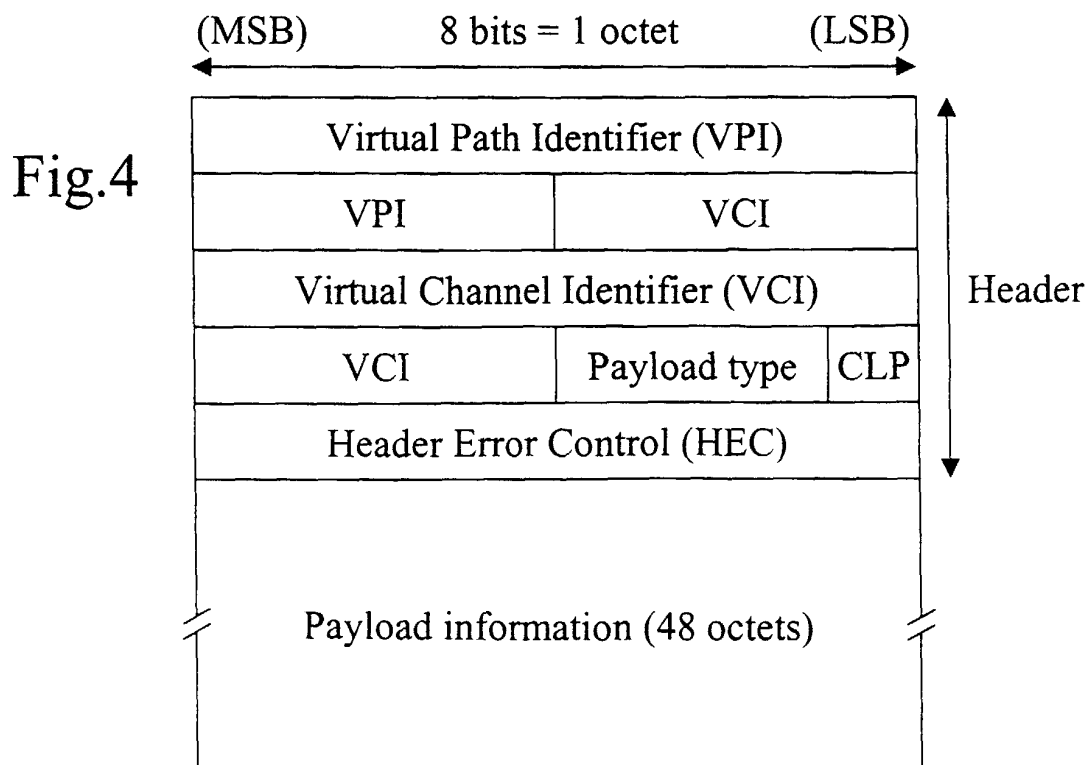 (MSB) 8 bits = 1 octet (LSB)
Fig.4
Virtual Path Identifier (VPI)
VPI VCI
Virtual Channel Identifier (VCI)
Header
VCI Payload type CLP
Header Error Control (HEC)
Payload information (48 octets)